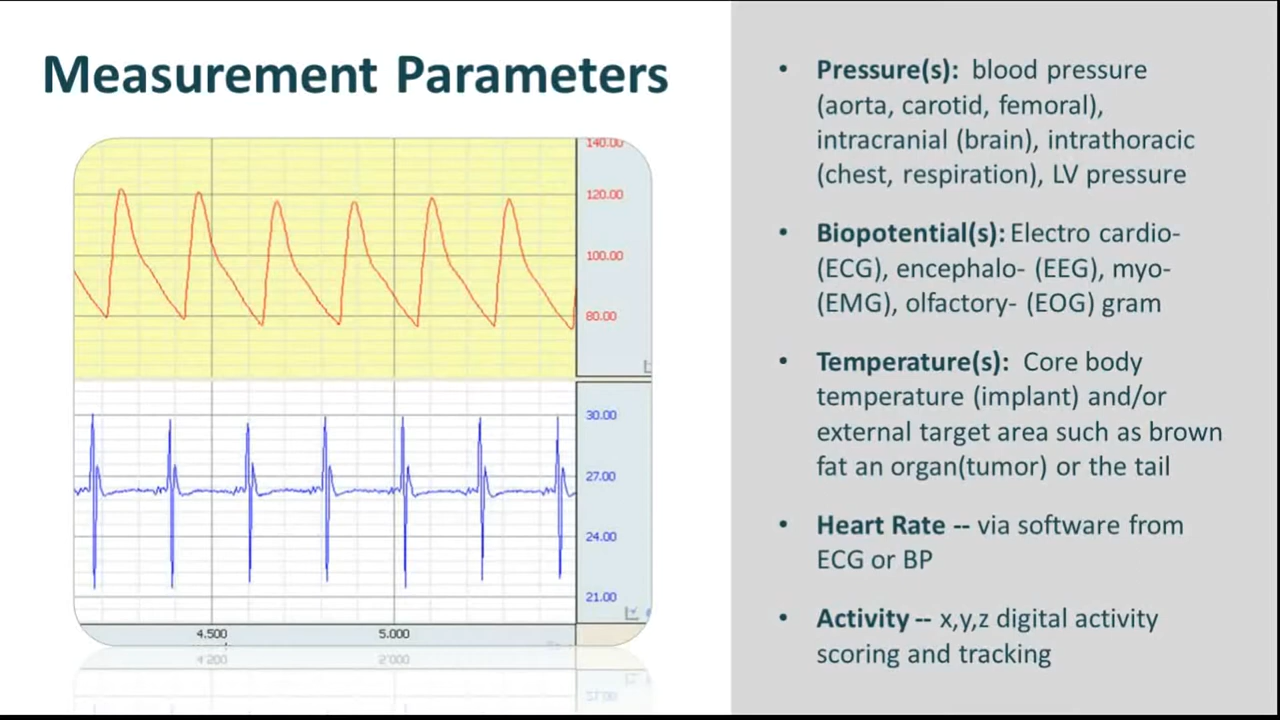 Measurement Parameters
140.00
120.00
100.00
80.00
30.00
27.00
24.00
21.00
4.500 5.000
• Pressure(s): blood pressure
(aorta, carotid, femoral),
intracranial (brain), intrathoracic
(chest, respiration), LV pressure
• Biopotential(s): Electro cardio-
(ECG), encephalo- (EEG), myo-
(EMG), olfactory- (EOG) gram
• Temperature(s): Core body
temperature (implant) and/or
external target area such as brown
fat an organ(tumor) or the tail
• Heart Rate -- via software from
ECG or BP
• Activity -- x,y,z digital activity
scoring and tracking